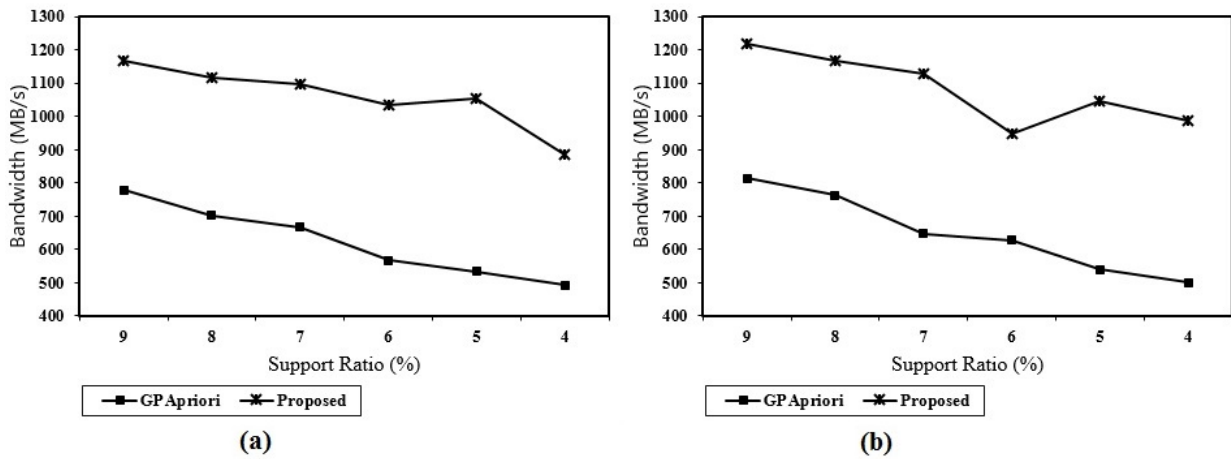 1300
1200
1100
1000
900
800
700
600
500
400
Bandwidth (MB/s)
9 8 7 6 5 4
Support Ratio (%)
GPApriori Proposed
(a)
1300
1200
1100
1000
900
800
700
600
500
400
Bandwidth (MB/s)
9 8 7 6 5 4
Support Ratio (%)
GPApriori Proposed
(b)